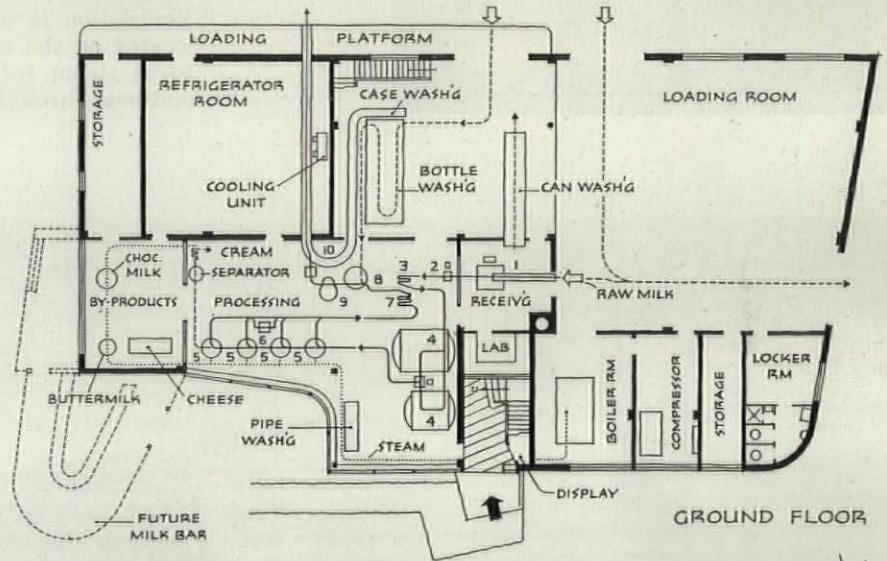 LOADING PLATFORM
STORAGE
REFRIGERATOR
ROOM
CASE WASH'G
LOADING ROOM
COOLING
UNIT
BOTTLE
WASH'G
CAN WASH'G
CHOC.
MILK
BY-PRODUCTS
CREAM
SEPARATOR
PROCESSING
10
9
8
3
7
2
1
RECEIV'G
RAW MILK
6
5 5 5 5
4
4
LAB
BUTTERMILK
CHEESE
PIPE
WASH'G
STEAM
BOILER RM
COMPRESSOR
STORAGE
LOCKER
RM
DISPLAY
FUTURE
MILK BAR
GROUND FLOOR